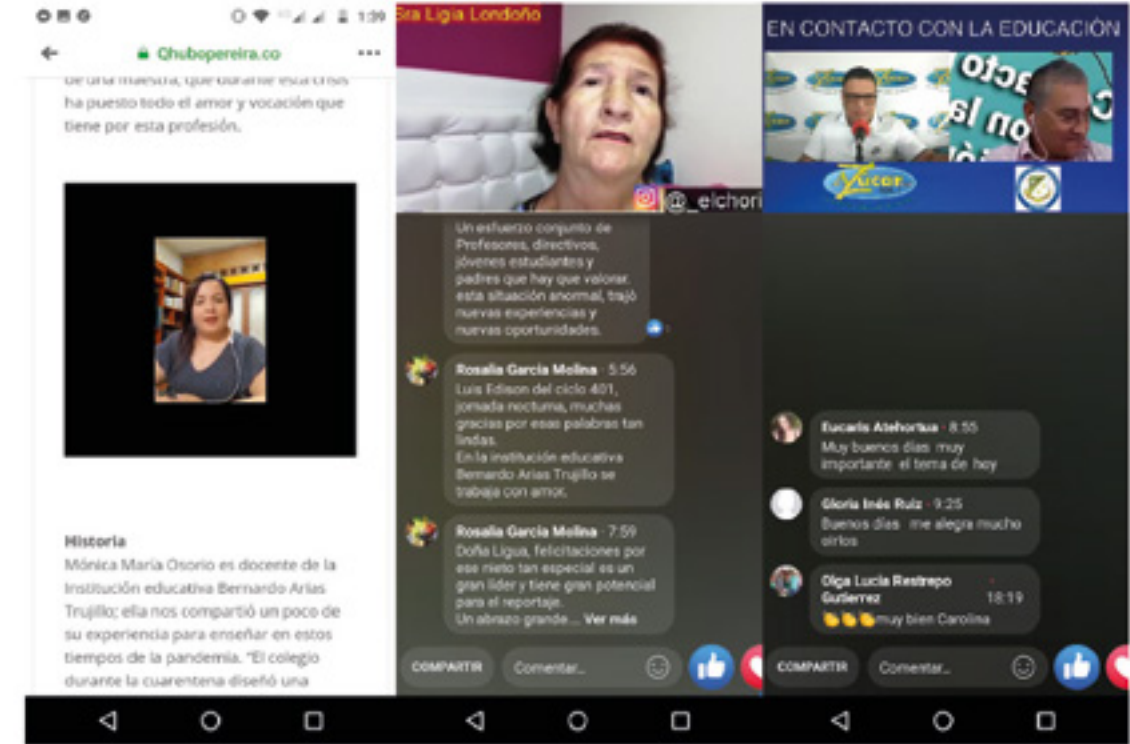 1:39
Qhubopereira.co
de una maestra, que durante esta crisis
ha puesto todo el amor y vocación que
tiene por esta profesión.
Historia
Mónica María Osorio es docente de la
Institución educativa Bernardo Arias
Trujillo; ella nos compartió un poco de
su experiencia para enseñar en estos
tiempos de la pandemia. "El colegio
durante la cuarentena diseñó una
Sra Ligia Londoño
@_elchori
Un esfuerzo conjunto de
Profesores, directivos,
jóvenes estudiantes y
padres que hay que valorar,
esta situación anormal, trajó
nuevas experiencias y
nuevas oportunidades.
Rosalia Garcia Molina · 5:56
Luis Edison del ciclo 401,
jornada nocturna, muchas
gracias por esas palabras tan
lindas.
En la institución educativa
Bernardo Arias Trujillo se
trabaja con amor.
Rosalia Garcia Molina · 7:59
Doña Ligua, felicitaciones por
ese nieto tan especial es un
gran líder y tiene gran potencial
para el reportaje.
Un abrazo grande... Ver más
COMPARTIR
Comentar...
EN CONTACTO CON LA EDUCACIÓN
Eucaris Atehortua · 8:55
Muy buenos días muy
importante el tema de hoy
Gloria Inés Ruiz · 9:25
Buenos días me alegra mucho
oirlos
Olga Lucía Restrepo
Gutierrez 18:19
👏👏👏muy bien Carolina
COMPARTIR
Comentar...